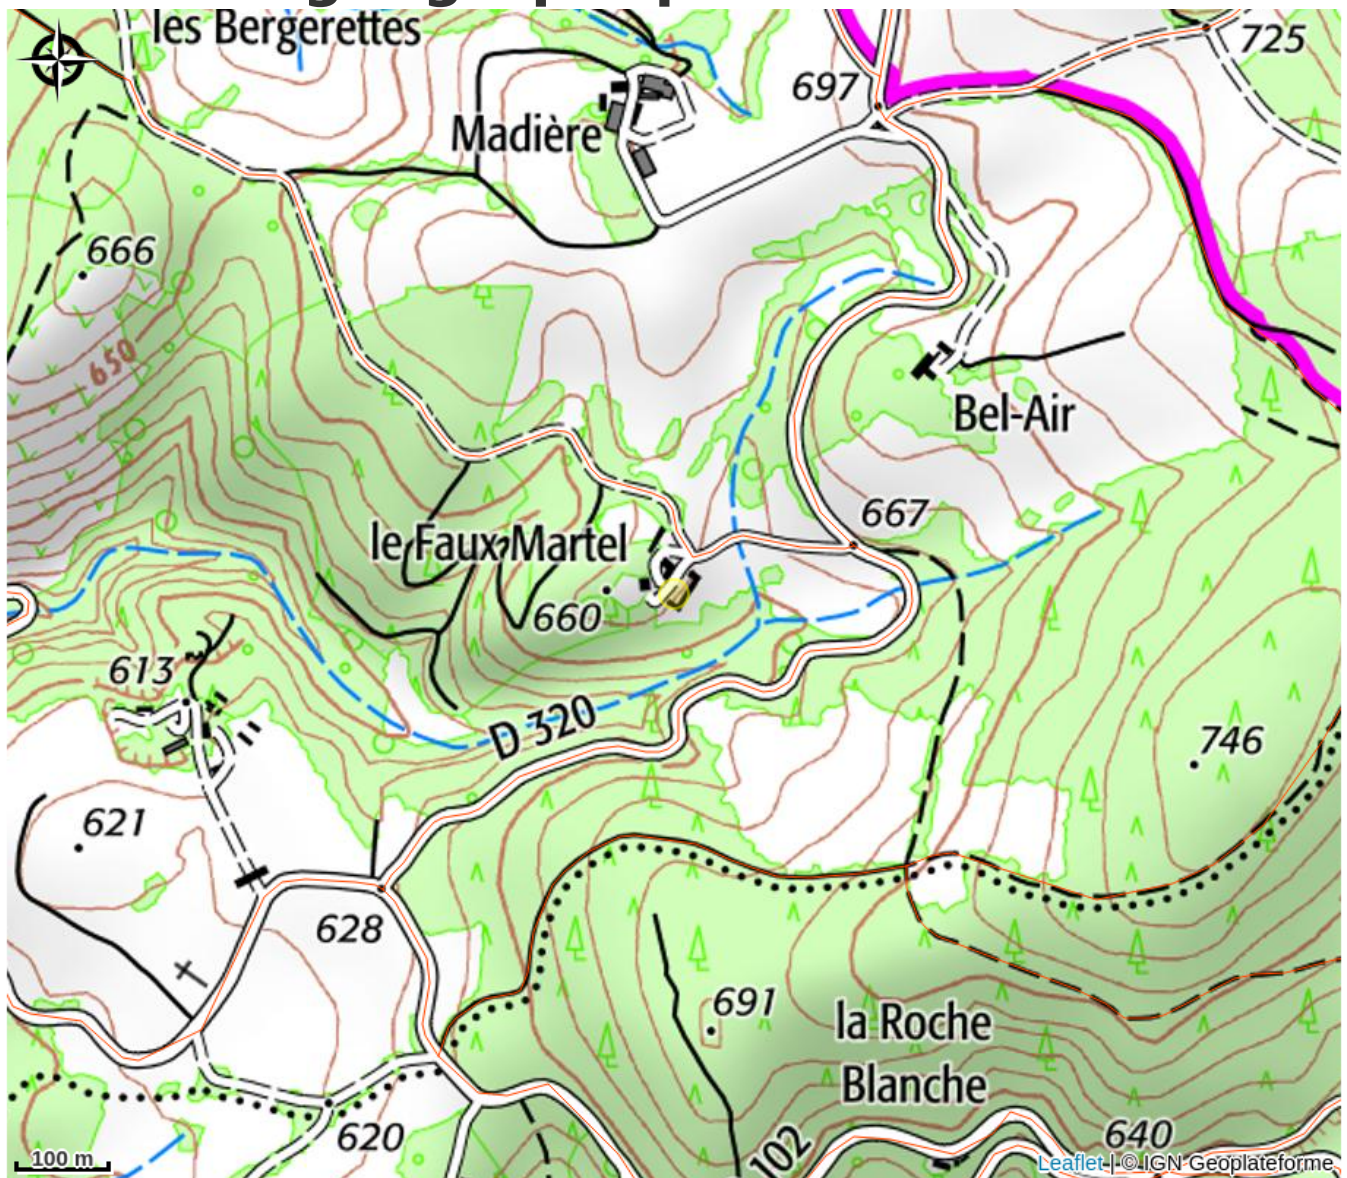 les Bergerettes
725
697
Madière
666
650
Bel-Air
667
le Faux-Martel
660
613
D 320
746
621
628
691
la Roche
Blanche
620
640
102
100 m
Leaflet | © IGN Geoplateforme